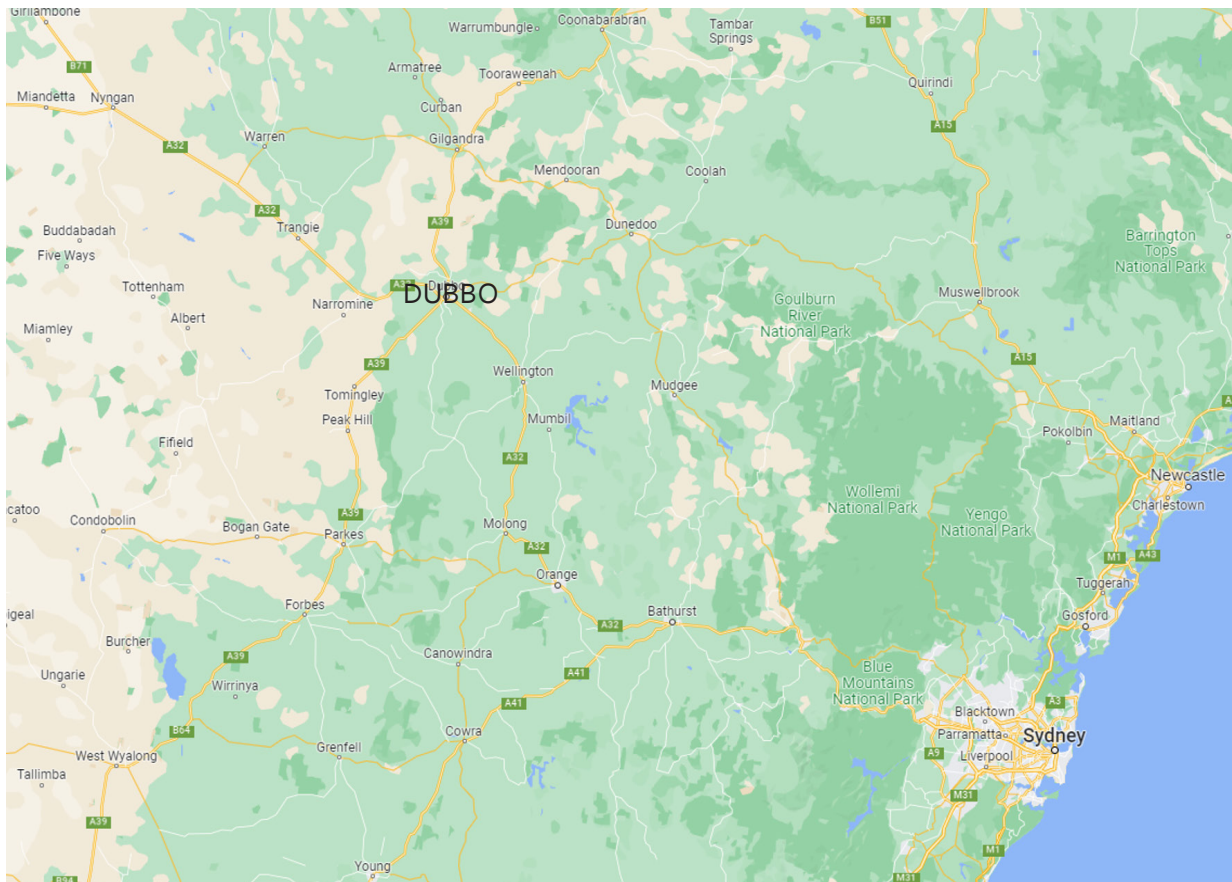 Girilambone
Coonabarabran
Warrumbungle
Tambar
Springs
B51
B71
Armatree
Tooraweenah
Quirindi
Miandetta
Nyngan
Curban
A15
Warren
Gilgandra
A32
Mendooran
Coolah
A32
A39
Dunedoo
Buddabadah
Trangie
Barrington
Tops
National Park
Five Ways
Tottenham
Narromine
DUBBO
Muswellbrook
Goulburn
River
National Park
Albert
Miamley
A39
Wellington
A15
Tomingley
Mudgee
Peak Hill
Mumbil
Maitland
Pokolbin
Fifield
A32
Newcastle
Wollemi
National Park
Charlestown
catoo
Condobolin
Bogan Gate
A39
Parkes
Molong
A32
Yengo
National Park
M1
A43
Orange
Tuggerah
Forbes
Bathurst
A32
Gosford
igeal
Burcher
A39
Canowindra
A41
Blue
Mountains
National Park
Ungarie
Wirrinya
A41
A3
B64
Cowra
Blacktown
Parramatta
Sydney
West Wyalong
Grenfell
A9
Liverpool
Tallimba
M31
A39
Young
M1
B94
M31